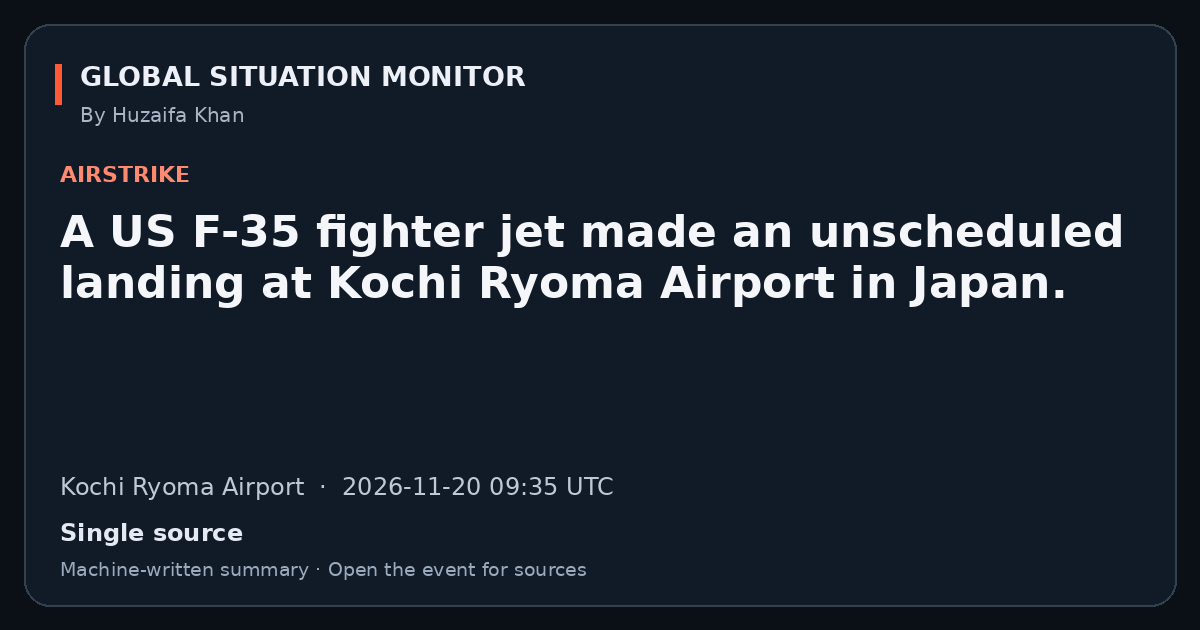 GLOBAL SITUATION MONITOR
By Huzaifa Khan
AIRSTRIKE
A US F-35 fighter jet made an unscheduled
landing at Kochi Ryoma Airport in Japan.
Kochi Ryoma Airport · 2026-11-20 09:35 UTC
Single source
Machine-written summary · Open the event for sources